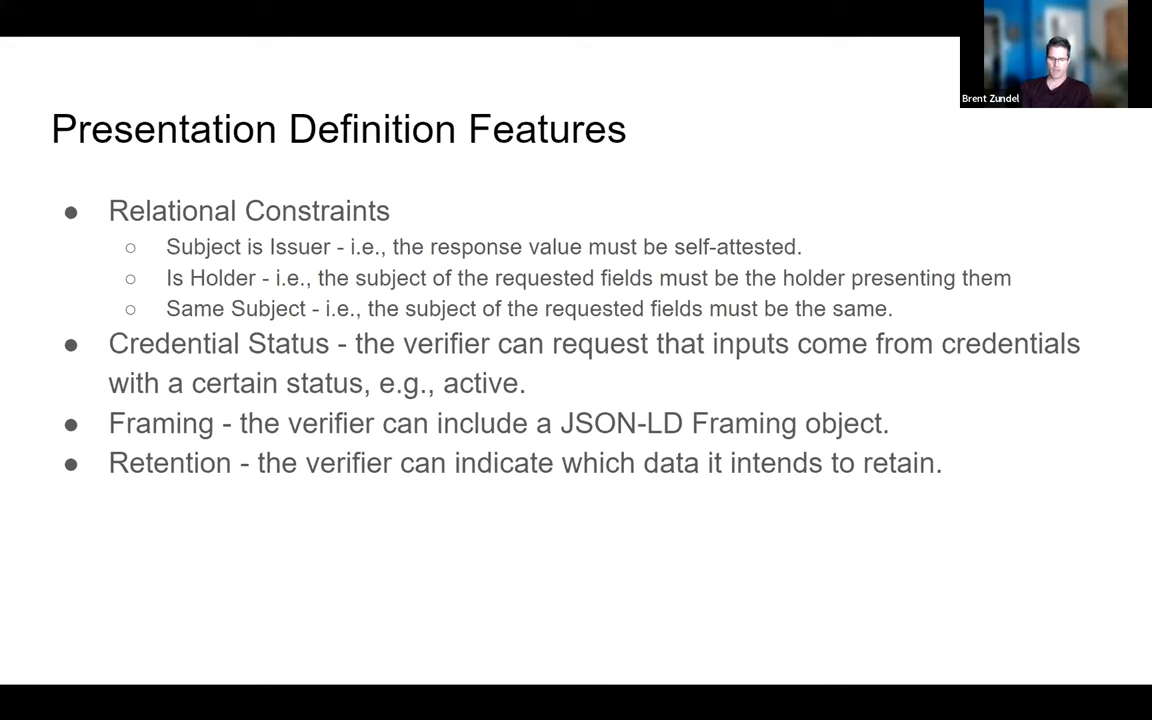 Brent Zundel
Presentation Definition Features
● Relational Constraints
○ Subject is Issuer - i.e., the response value must be self-attested.
○ Is Holder - i.e., the subject of the requested fields must be the holder presenting them
○ Same Subject - i.e., the subject of the requested fields must be the same.
● Credential Status - the verifier can request that inputs come from credentials
with a certain status, e.g., active.
● Framing - the verifier can include a JSON-LD Framing object.
● Retention - the verifier can indicate which data it intends to retain.